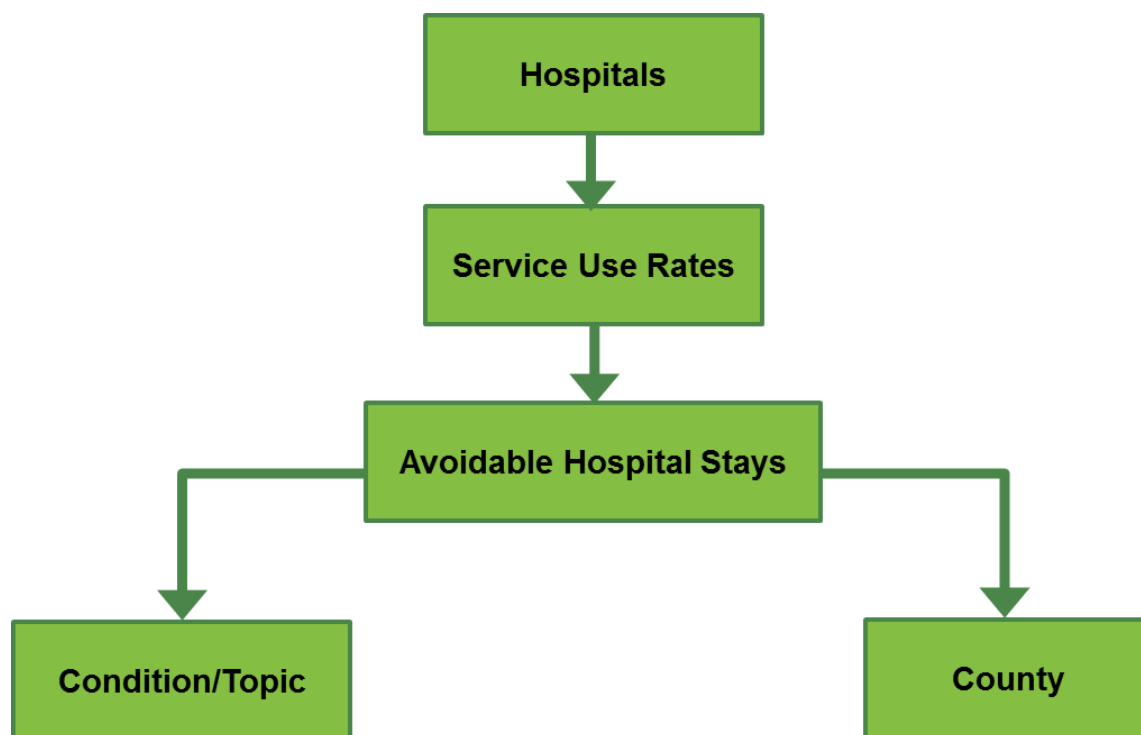 Hospitals
Service Use Rates
Avoidable Hospital Stays
Condition/Topic
County